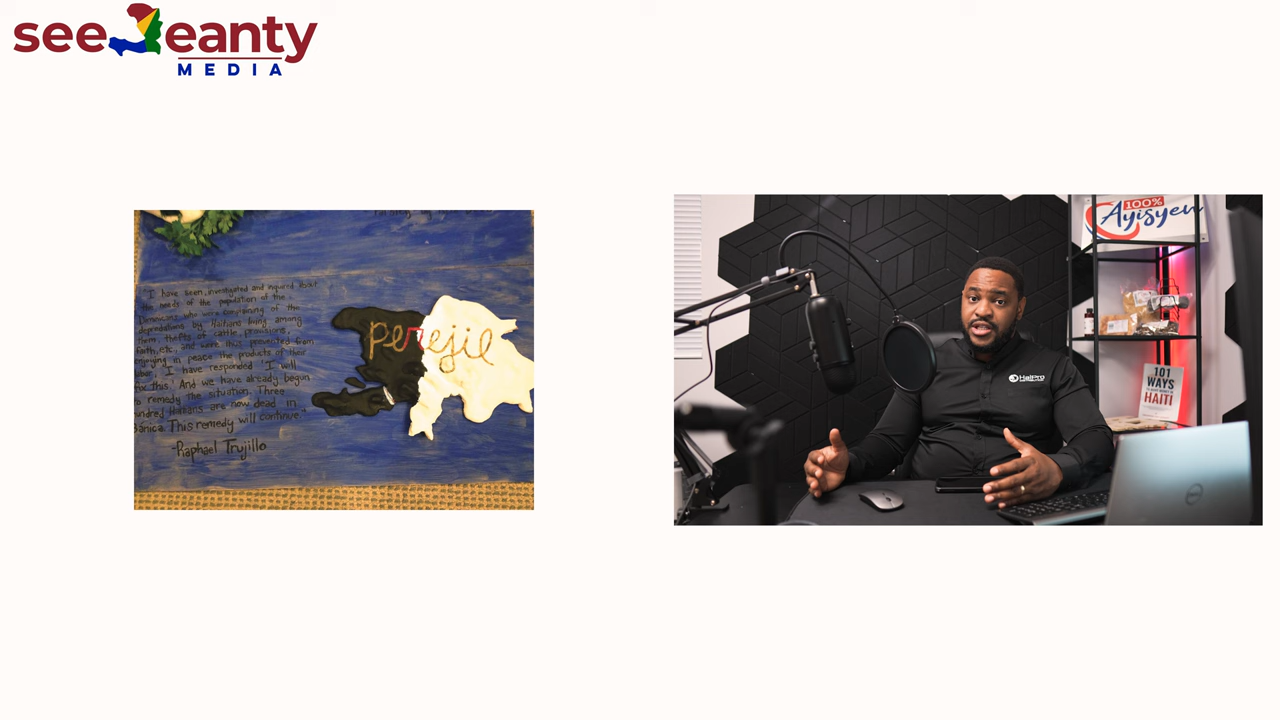 seeJeanty
MEDIA
"I have seen, investigated and inquired about
the needs of the population of the
Dominicans who were complaining of the
depredations by Haitians living among
them, thefts of cattle, provisions,
etc., and were thus prevented from
enjoying in peace the products of their
labor, I have responded 'I will
fix this.' And we have already begun
to remedy the situation. Three
hundred Haitians are now dead in
Bánica. This remedy will continue."
-Raphael Trujillo
perejil
100%
Ayisyen
HaiPro
101
WAYS
HAITI
DELL